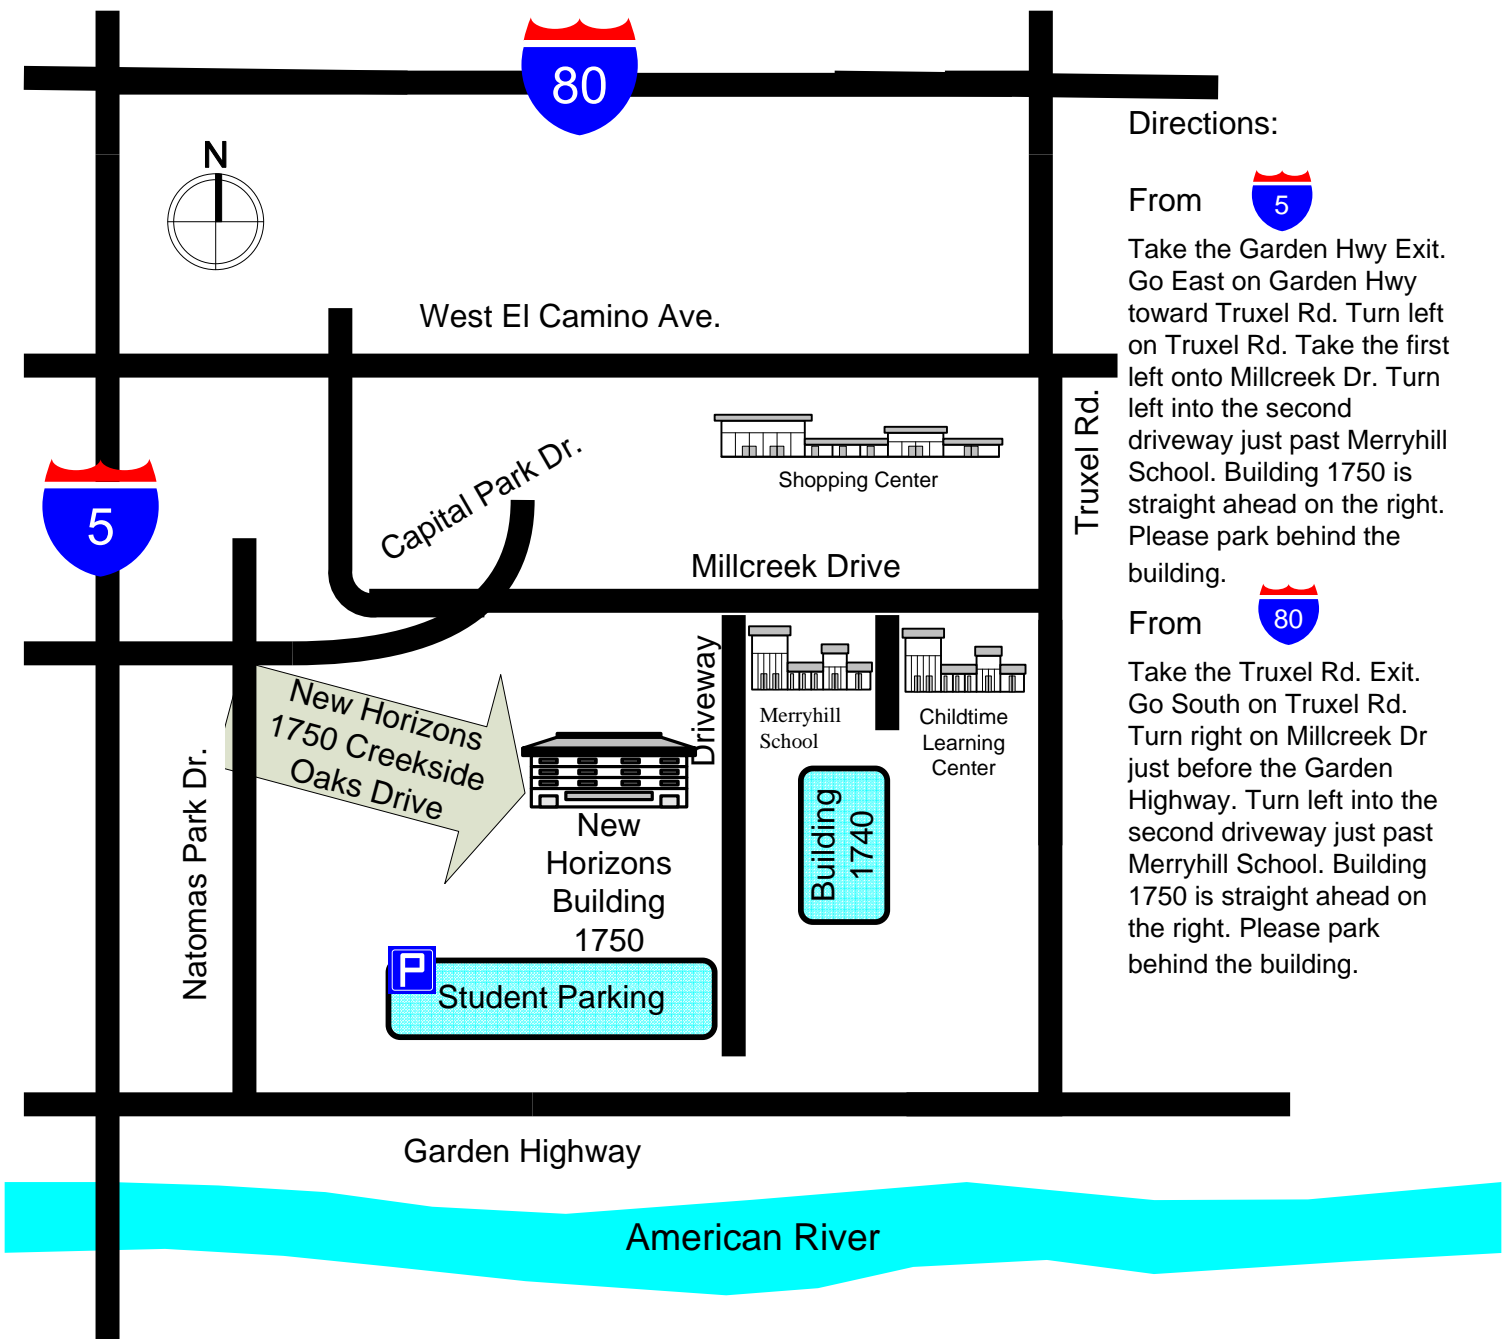 80
N
West El Camino Ave.
Capital Park Dr.
Shopping Center
Truxel Rd.
5
Millcreek Drive
Driveway
New Horizons
1750 Creekside
Oaks Drive
Merryhill
School
Childtime
Learning
Center
Natomas Park Dr.
New
Horizons
Building
1750
Building
1740
P
Student Parking
Garden Highway
American River
Directions:
From 5
Take the Garden Hwy Exit.
Go East on Garden Hwy
toward Truxel Rd. Turn left
on Truxel Rd. Take the first
left onto Millcreek Dr. Turn
left into the second
driveway just past Merryhill
School. Building 1750 is
straight ahead on the right.
Please park behind the
building.
From 80
Take the Truxel Rd. Exit.
Go South on Truxel Rd.
Turn right on Millcreek Dr
just before the Garden
Highway. Turn left into the
second driveway just past
Merryhill School. Building
1750 is straight ahead on
the right. Please park
behind the building.